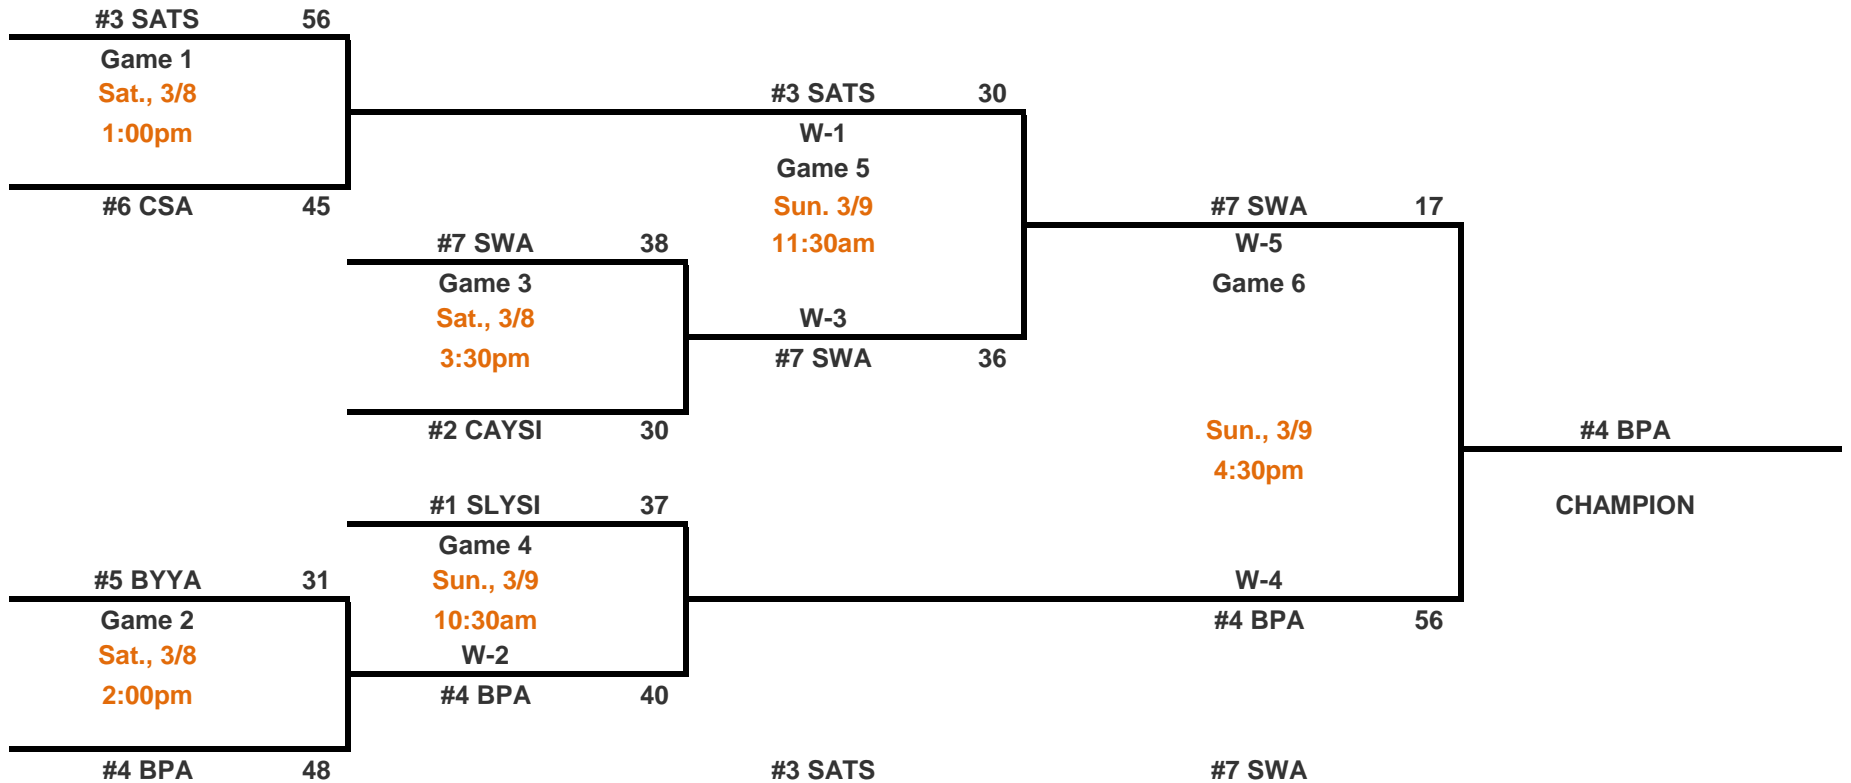 #3 SATS 56
Game 1
Sat., 3/8
1:00pm
#6 CSA 45
#3 SATS 30
W-1
Game 5
Sun. 3/9
11:30am
W-3
#7 SWA 36
#7 SWA 38
Game 3
Sat., 3/8
3:30pm
#2 CAYSI 30
#7 SWA 17
W-5
Game 6
Sun., 3/9
4:30pm
W-4
#4 BPA 56
#4 BPA
CHAMPION
#1 SLYSI 37
Game 4
Sun., 3/9
10:30am
W-2
#4 BPA 40
#5 BYYA 31
Game 2
Sat., 3/8
2:00pm
#4 BPA 48
#3 SATS
#7 SWA